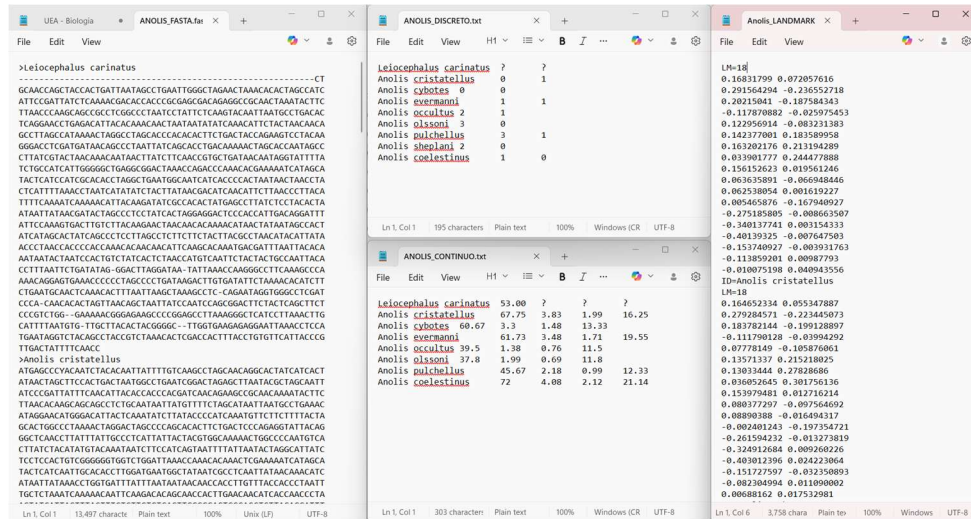 UEA - Biologia
ANOLIS_FASTA.fas
File Edit View
>Leiocephalus carinatus
----------------------------------------------------------------------CT
GCAACCAGCTACCACTGATTAATAGCCTGAATTGGGCTAGAACTAAACACACTAGCCATC
ATTCCGATTATCTCAAAACGACACCACCCGCGAGCGACAGAGGCCGCAACTAAATACTTC
TTAACCCAAGCAGCCGCCTCGGCCCTAATCCTATTCTCAAGTACAATTAATGCCTGACAC
TCAGGAACCTGAGACATTACACAAACAACTAATAATATATCAAACATTCTACTAACAACA
GCCTTAGCCATAAAACTAGGCCTAGCACCCACACACTTCTGACTACCAGAAGTCCTACAA
GGGACCTCGATGATAACAGCCCTAATTATCAGCACCTGACAAAAACTAGCACCAATAGCC
CTTATCGTACTAACAAACAATAACTTATCTTCAACCGTGCTGATAACAATAGGTATTTTA
TCTGCCATCATTGGGGGCTGAGGCGGACTAAACCAGACCCAAACACGAAAAATCATAGCA
TACTCATCCATCGCACACCTAGGCTGAATGGCAATCATCACCCCACTAATAACTAACCTA
CTCATTTTAAACCTAATCATATATCTACTTATAACGACATCAACATTCTTAACCCTTACA
TTTTCAAAATCAAAAACATTACAAGATATCGCCACACTATGAGCCTTATCTCCTACACTA
ATAATTATAACGATACTAGCCCTCCTATCACTAGGAGGACTCCCACCATTGACAGGATTT
ATTCCAAAGTGACTTGTCTTACAAGAACTAACAACACAAAACATAACTATAATAGCCACT
ATCATAGCACTATCAGCCCTCCTTAGCCTCTTCTTCTACTTACGCCTAACATACATTATA
ACCCTAACCACCCCACCAAACACAACAACATTCAAGCACAAATGACGATTTAATTACACA
AATAATACTAATCCACTGTCTATCACTCTAACCATGTCAATTCTACTACTGCCAATTACA
CCTTTAATTCTGATATAG-GGACTTAGGATAA-TATTAAACCAAGGGCCTTCAAAGCCCA
AAACAGGAGTGAAACCCCCCTAGCCCCTGATAAGACTTGTGATATTCTAAAACACATCTT
CTGAATGCAACTCAAACACTTTAATTAAGCTAAAGCCTC-CAGAATAGGTGGGCCTCGAT
CCCA-CAACACACTAGTTAACAGCTAATTATCCAATCCAGCGGACTTCTACTCAGCTTCT
CCCGTCTGG--GAAAAACGGGAGAAGCCCCGGAGCCTTAAAGGGCTCATCCTTAAACTTG
CATTTTAATGTG-TTGCTTACACTACGGGGC--TTGGTGAAGAGAGGAATTAAACCTCCA
TGAATAGGTCTACAGCCTACCGTCTAAACACTCGACCACTTTACCTGTGTTCATTACCCG
TTGACTATTTTCAACC
>Anolis cristatellus
ATGAGCCCTACAATCTACACAATTATTTTGTCAAGCCTAGCAACAGGCACTATCATCACT
ATAACTAGCTTCCACTGACTAATGGCCTGAATCGGACTAGAGCTTAATACGCTAGCAATT
ATCCCGATTATTTCAACATACACCACCCACGATCAACAGAAGCCGCAACAAAATACTTC
Ln 1, Col 1 13,497 characte Plain text 100% Unix (LF) UTF-8
ANOLIS_DISCRETO.txt
File Edit View H1 B I
Leiocephalus carinatus ? ?
Anolis cristatellus 0 1
Anolis cybotes 0 0
Anolis evermanni 1 1
Anolis occultus 2 1
Anolis olssoni 3 0
Anolis pulchellus 3 1
Anolis sheplani 2 0
Anolis coelestinus 1 0
Ln 1, Col 1 195 characters Plain text 100% Windows (CR UTF-8
ANOLIS_CONTINUO.txt
File Edit View H1 B I
Leiocephalus carinatus 53.00 ? ? ?
Anolis cristatellus 67.75 3.83 1.99 16.25
Anolis cybotes 60.67 3.3 1.48 13.33
Anolis evermanni 61.73 3.48 1.71 19.55
Anolis occultus 39.5 1.38 0.76 11.5
Anolis olssoni 37.8 1.99 0.69 11.8
Anolis pulchellus 45.67 2.18 0.99 12.33
Anolis coelestinus 72 4.08 2.12 21.14
Ln 1, Col 1 303 character: Plain text 100% Windows (CR UTF-8
Anolis_LANDMARK
File Edit View
LM=18
0.16831799 0.072057616
0.291564294 -0.236552718
0.20215041 -0.187584343
-0.117870882 -0.025975453
0.122956914 -0.083231383
0.142377001 0.183589958
0.163202176 0.213194289
0.033901777 0.244477888
0.156152623 0.019561246
0.063635891 -0.066948446
0.062538054 0.001619227
0.005465876 -0.167940927
-0.275185805 -0.008663507
-0.340137741 0.003154333
-0.40139325 -0.007647503
-0.153740927 -0.003931763
-0.113859201 0.00987793
-0.010075198 0.040943556
ID=Anolis cristatellus
LM=18
0.164652334 0.055347887
0.279284571 -0.223445073
0.183782144 -0.199128897
-0.111790128 -0.03994292
0.07778149 -0.105876061
0.13571337 0.215218025
0.13033444 0.27828686
0.036052645 0.301756136
0.153979481 0.012716214
0.080377297 -0.097564692
0.08890388 -0.016494317
-0.002401243 -0.197354721
-0.261594232 -0.013273819
-0.324912684 0.009260226
-0.403012396 0.024223064
-0.151727597 -0.032350893
-0.082304994 0.011090002
0.00688162 0.017532981
Ln 1, Col 6 3,758 chara Plain te 100% Windows UTF-8